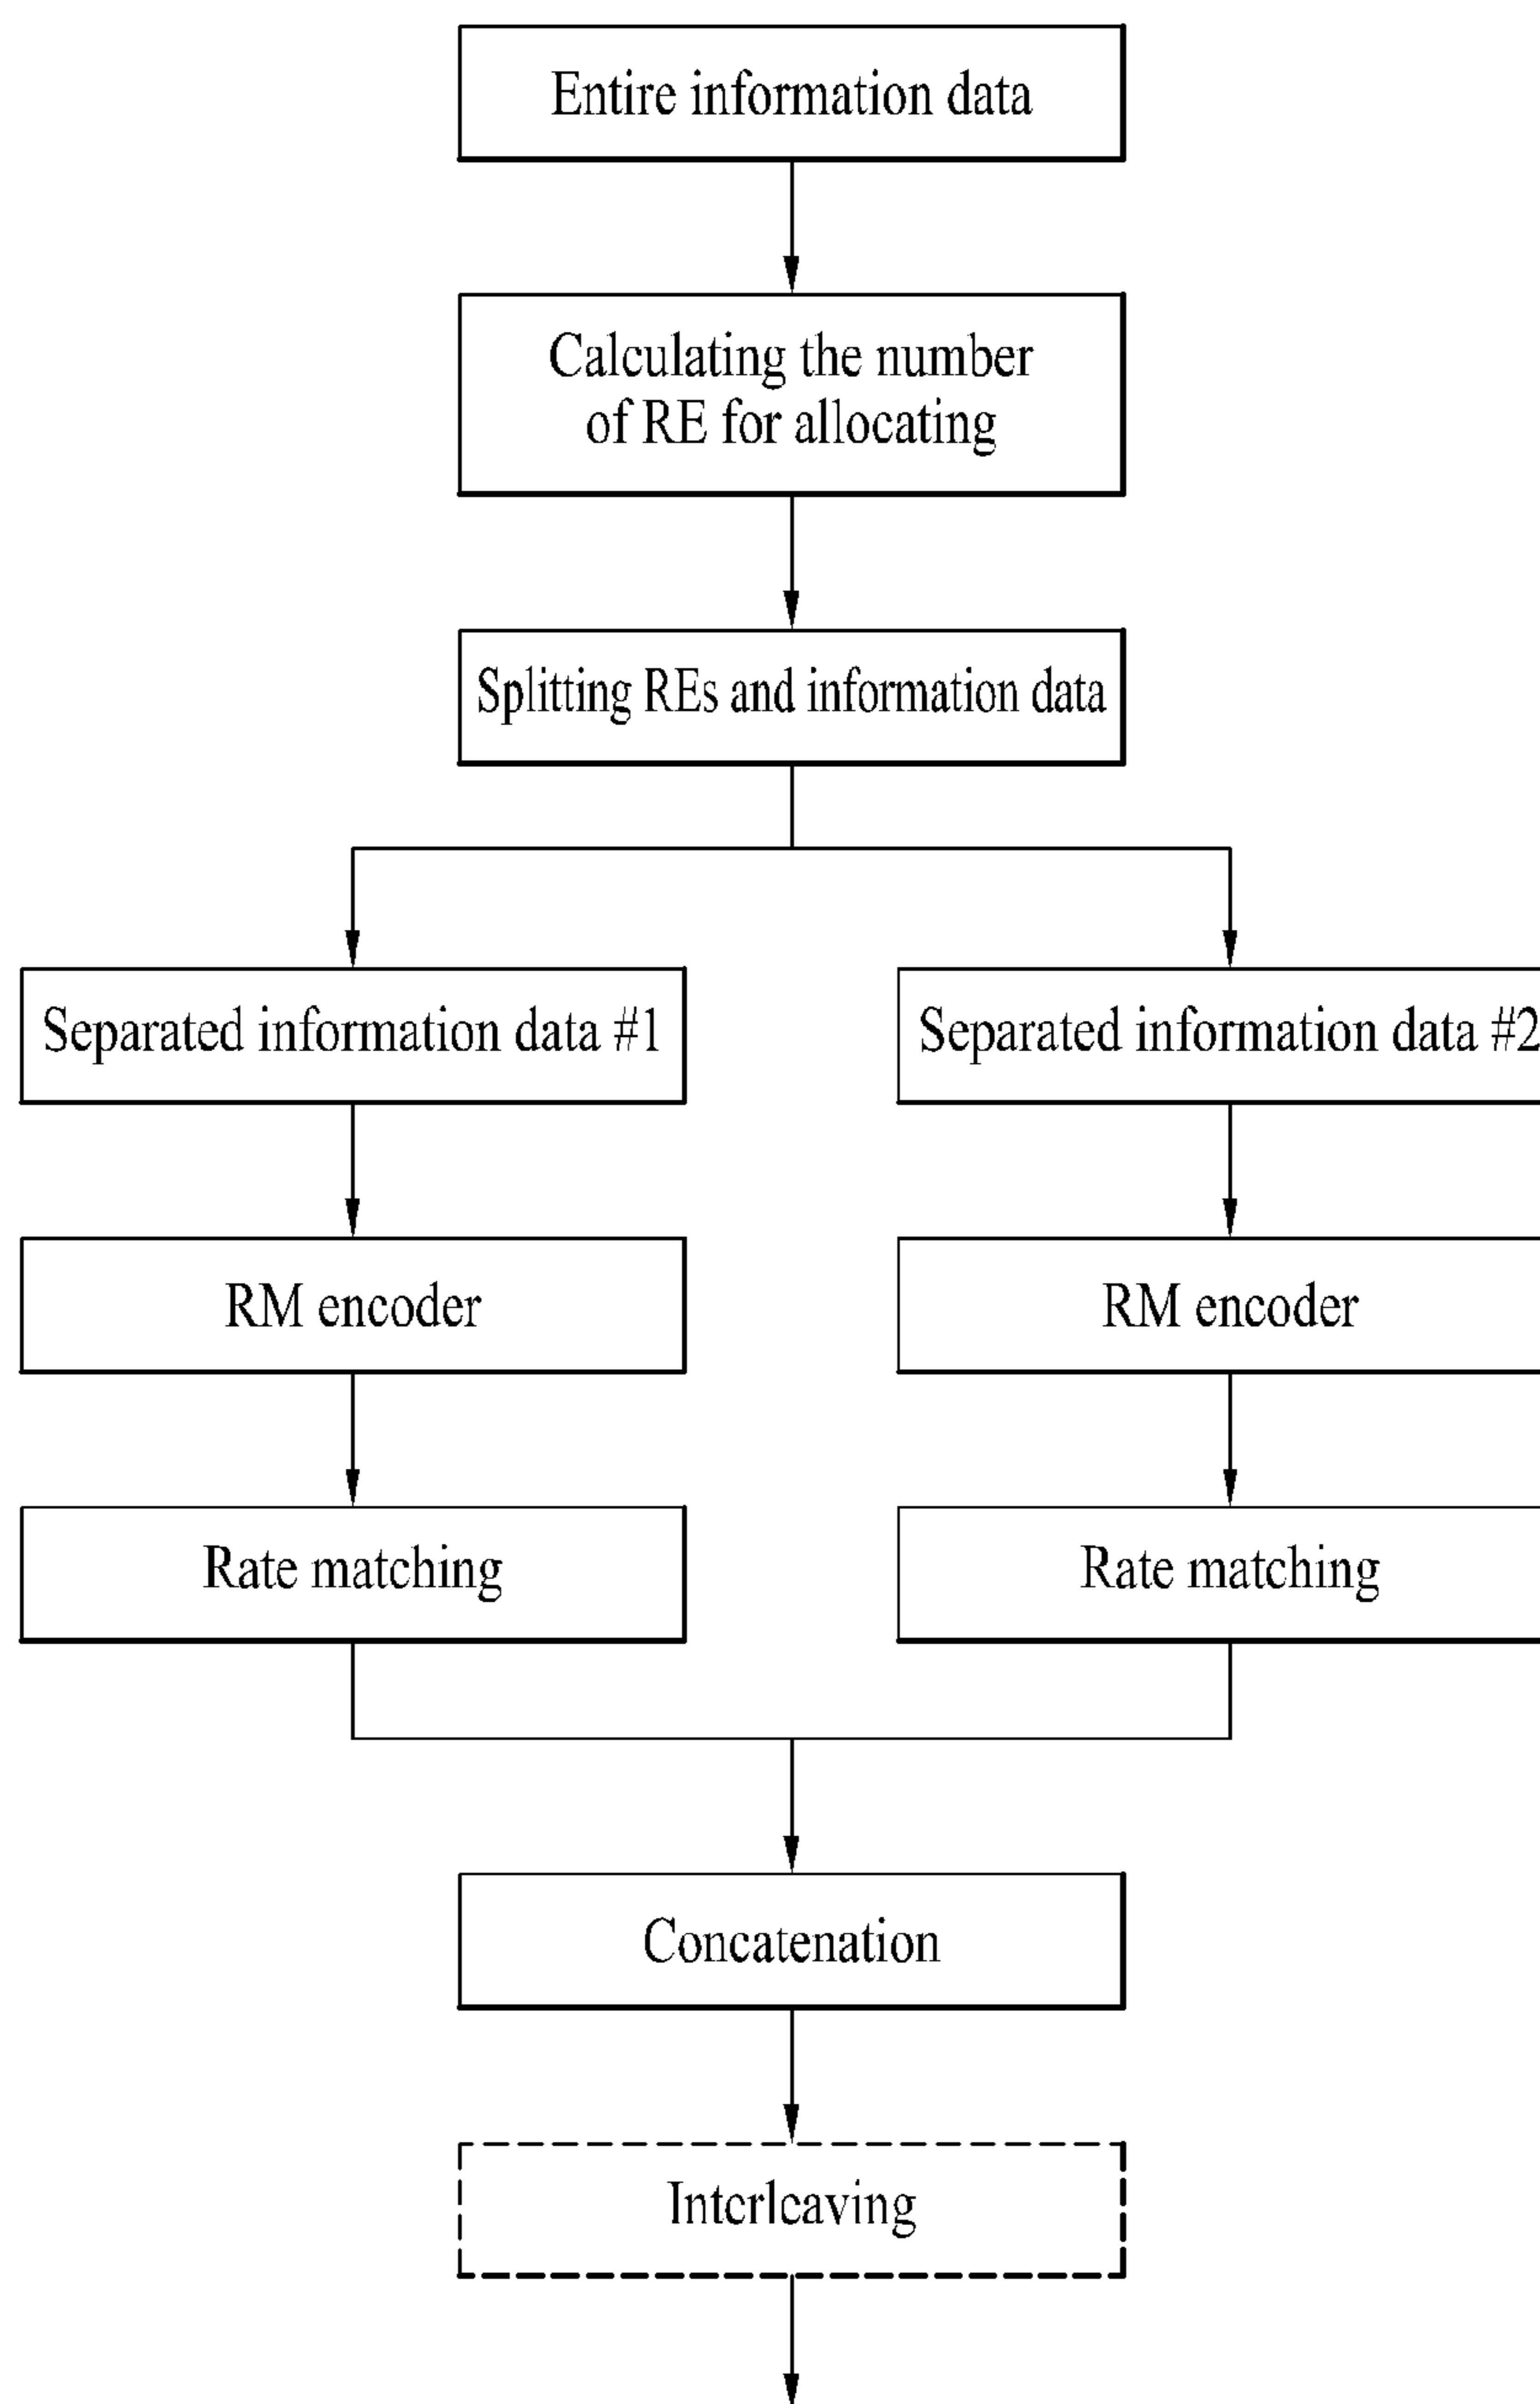 Entire information data
Calculating the number
of RE for allocating
Splitting REs and information data
Separated information data #1
Separated information data #2
RM encoder
RM encoder
Rate matching
Rate matching
Concatenation
Interleaving